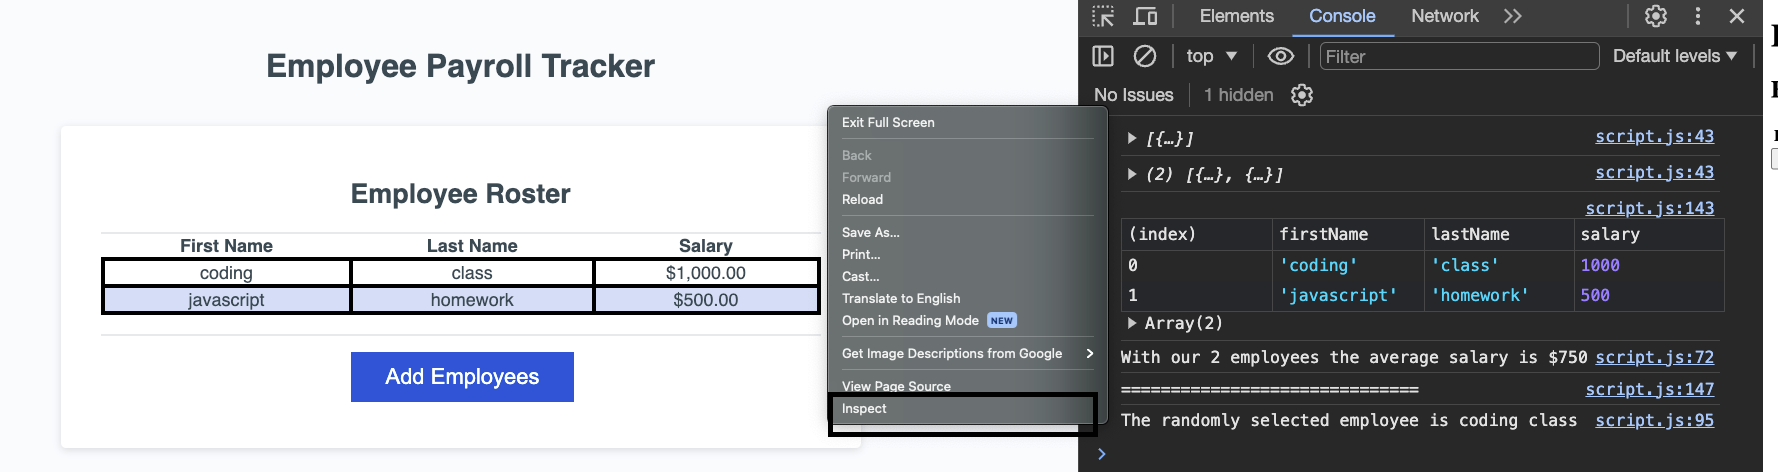 Employee Payroll Tracker
Employee Roster
First Name Last Name Salary
coding class $1,000.00
javascript homework $500.00
Add Employees
Exit Full Screen
Back
Forward
Reload
Save As...
Print...
Cast...
Translate to English
Open in Reading Mode NEW
Get Image Descriptions from Google
View Page Source
Inspect
Elements Console Network
top Filter Default levels
No Issues 1 hidden
[{…}] script.js:43
(2) [{…}, {…}] script.js:43
script.js:143
(index) firstName lastName salary
0 'coding' 'class' 1000
1 'javascript' 'homework' 500
Array(2)
With our 2 employees the average salary is $750 script.js:72
============================== script.js:147
The randomly selected employee is coding class script.js:95